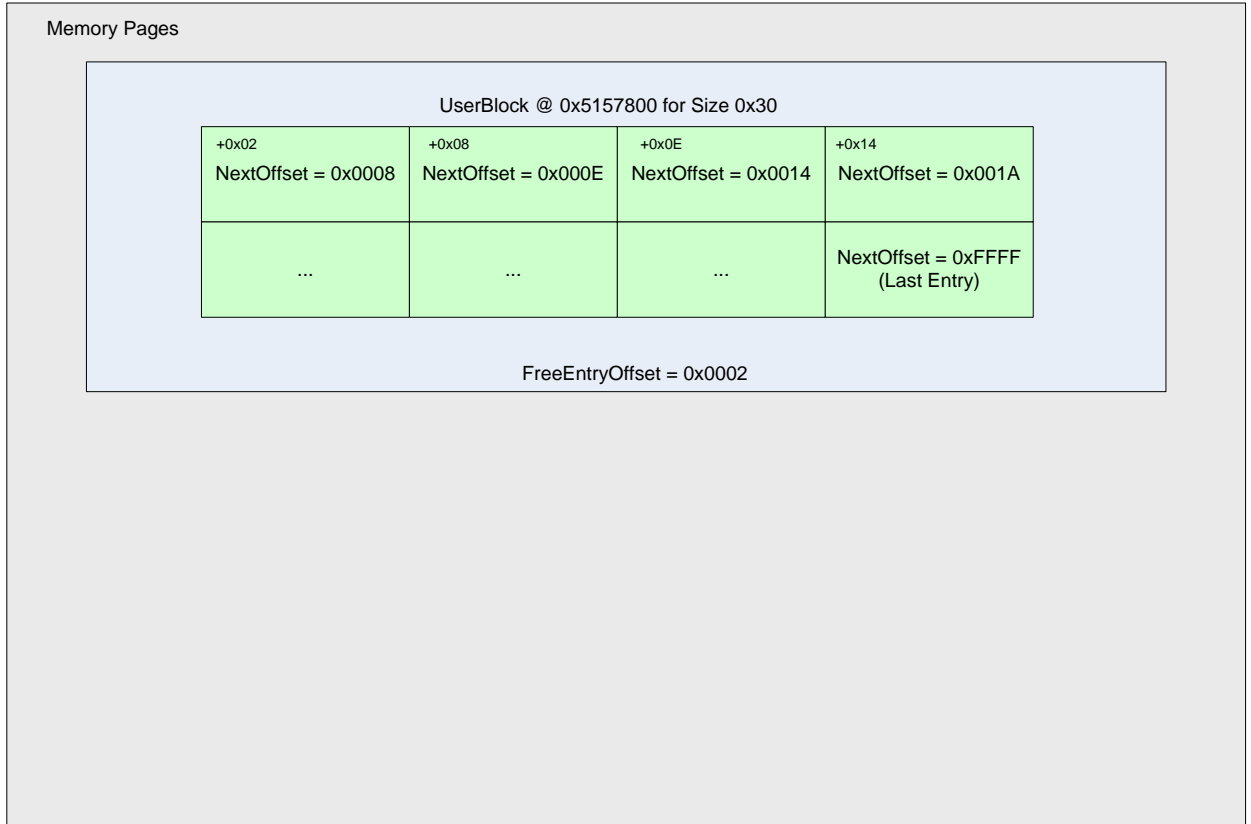 Memory Pages
UserBlock @ 0x5157800 for Size 0x30
+0x02
NextOffset = 0x0008
+0x08
NextOffset = 0x000E
+0x0E
NextOffset = 0x0014
+0x14
NextOffset = 0x001A
...
...
...
NextOffset = 0xFFFF
(Last Entry)
FreeEntryOffset = 0x0002